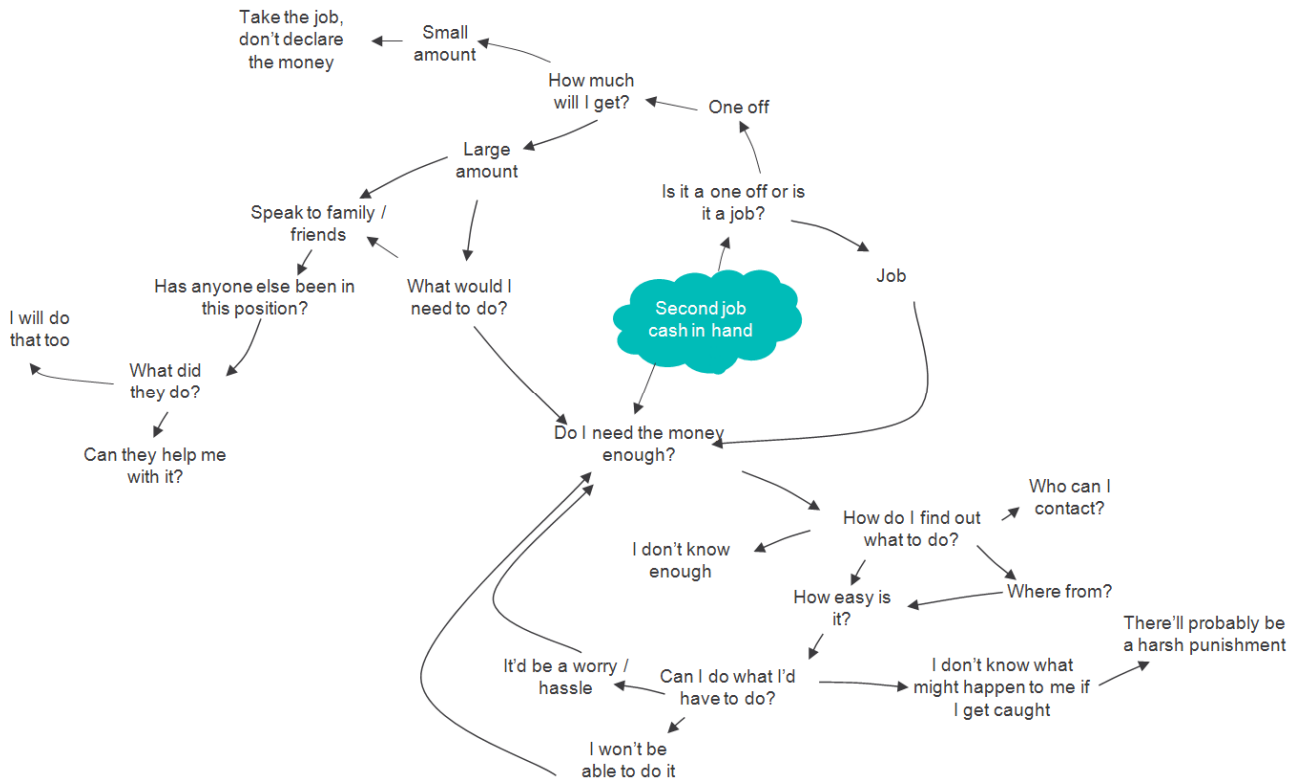 Take the job,
don't declare
the money
Small
amount
How much
will I get?
One off
Large
amount
Is it a one off or is
it a job?
Speak to family /
friends
Job
Has anyone else been in
this position?
What would I
need to do?
Second job
cash in hand
I will do
that too
What did
they do?
Can they help me
with it?
Do I need the money
enough?
Who can I
contact?
How do I find out
what to do?
I don't know
enough
How easy is
it?
Where from?
There'll probably be
a harsh punishment
It'd be a worry /
hassle
Can I do what I'd
have to do?
I don't know what
might happen to me if
I get caught
I won't be
able to do it